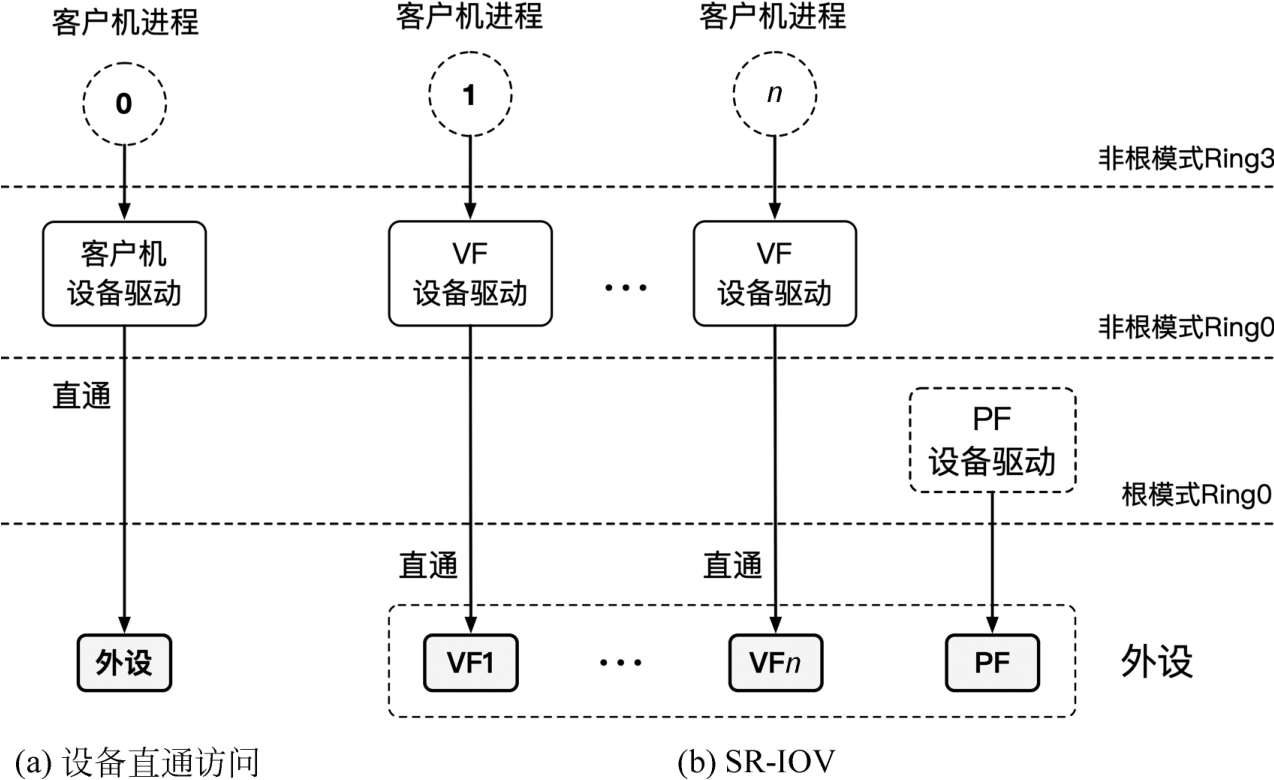 客户机进程
客户机进程
客户机进程
0
1
n
非根模式Ring3
客户机
设备驱动
VF
设备驱动
...
VF
设备驱动
非根模式Ring0
直通
PF
设备驱动
根模式Ring0
直通
直通
外设
VF1
...
VFn
PF
外设
(a) 设备直通访问
(b) SR-IOV